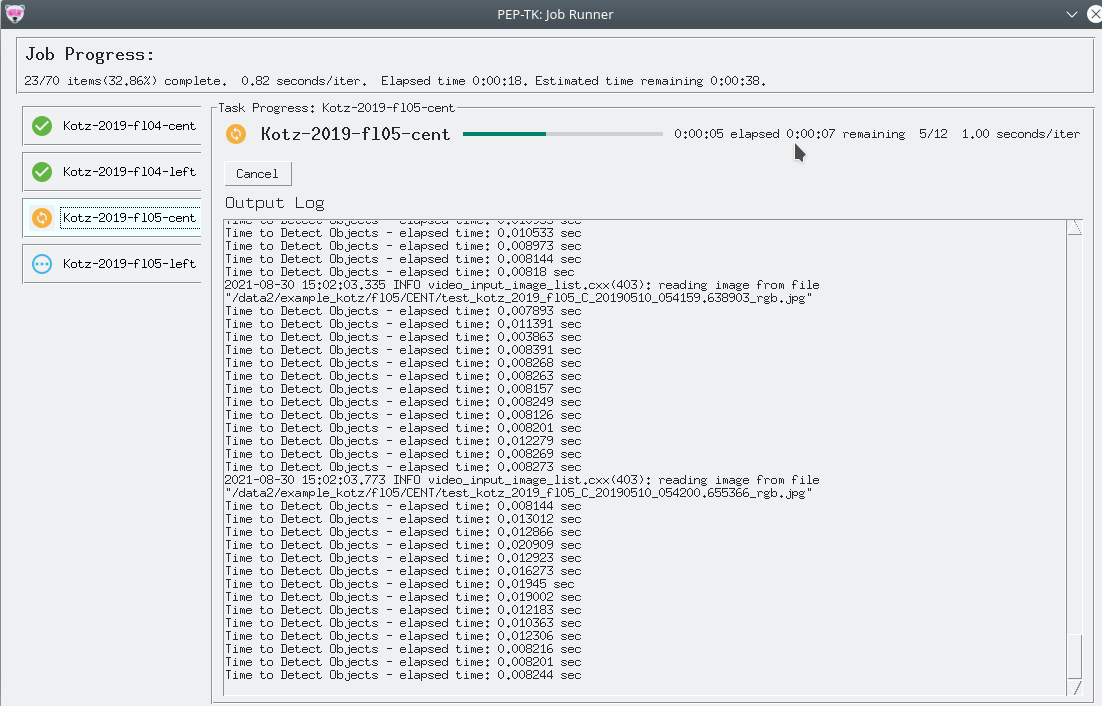 PEP-TK: Job Runner
Job Progress:
23/70 items(32.86%) complete.  0.82 seconds/iter.  Elapsed time 0:00:18. Estimated time remaining 0:00:38.
Kotz-2019-fl04-cent
Kotz-2019-fl04-left
Kotz-2019-fl05-cent
Kotz-2019-fl05-left
Task Progress: Kotz-2019-fl05-cent
Kotz-2019-fl05-cent 0:00:05 elapsed 0:00:07 remaining  5/12  1.00 seconds/iter
Cancel
Output Log
Time to Detect Objects - elapsed time: 0.010933 sec
Time to Detect Objects - elapsed time: 0.010533 sec
Time to Detect Objects - elapsed time: 0.008973 sec
Time to Detect Objects - elapsed time: 0.008144 sec
Time to Detect Objects - elapsed time: 0.00818 sec
2021-08-30 15:02:03.335 INFO video_input_image_list.cxx(403): reading image from file
"/data2/example_kotz/fl05/CENT/test_kotz_2019_fl05_C_20190510_054159.638903_rgb.jpg"
Time to Detect Objects - elapsed time: 0.007893 sec
Time to Detect Objects - elapsed time: 0.011391 sec
Time to Detect Objects - elapsed time: 0.003863 sec
Time to Detect Objects - elapsed time: 0.008391 sec
Time to Detect Objects - elapsed time: 0.008268 sec
Time to Detect Objects - elapsed time: 0.008263 sec
Time to Detect Objects - elapsed time: 0.008157 sec
Time to Detect Objects - elapsed time: 0.008249 sec
Time to Detect Objects - elapsed time: 0.008126 sec
Time to Detect Objects - elapsed time: 0.008201 sec
Time to Detect Objects - elapsed time: 0.012279 sec
Time to Detect Objects - elapsed time: 0.008269 sec
Time to Detect Objects - elapsed time: 0.008273 sec
2021-08-30 15:02:03.773 INFO video_input_image_list.cxx(403): reading image from file
"/data2/example_kotz/fl05/CENT/test_kotz_2019_fl05_C_20190510_054200.655366_rgb.jpg"
Time to Detect Objects - elapsed time: 0.008144 sec
Time to Detect Objects - elapsed time: 0.013012 sec
Time to Detect Objects - elapsed time: 0.012866 sec
Time to Detect Objects - elapsed time: 0.020909 sec
Time to Detect Objects - elapsed time: 0.012923 sec
Time to Detect Objects - elapsed time: 0.016273 sec
Time to Detect Objects - elapsed time: 0.01945 sec
Time to Detect Objects - elapsed time: 0.019002 sec
Time to Detect Objects - elapsed time: 0.012183 sec
Time to Detect Objects - elapsed time: 0.010363 sec
Time to Detect Objects - elapsed time: 0.012306 sec
Time to Detect Objects - elapsed time: 0.008216 sec
Time to Detect Objects - elapsed time: 0.008201 sec
Time to Detect Objects - elapsed time: 0.008244 sec